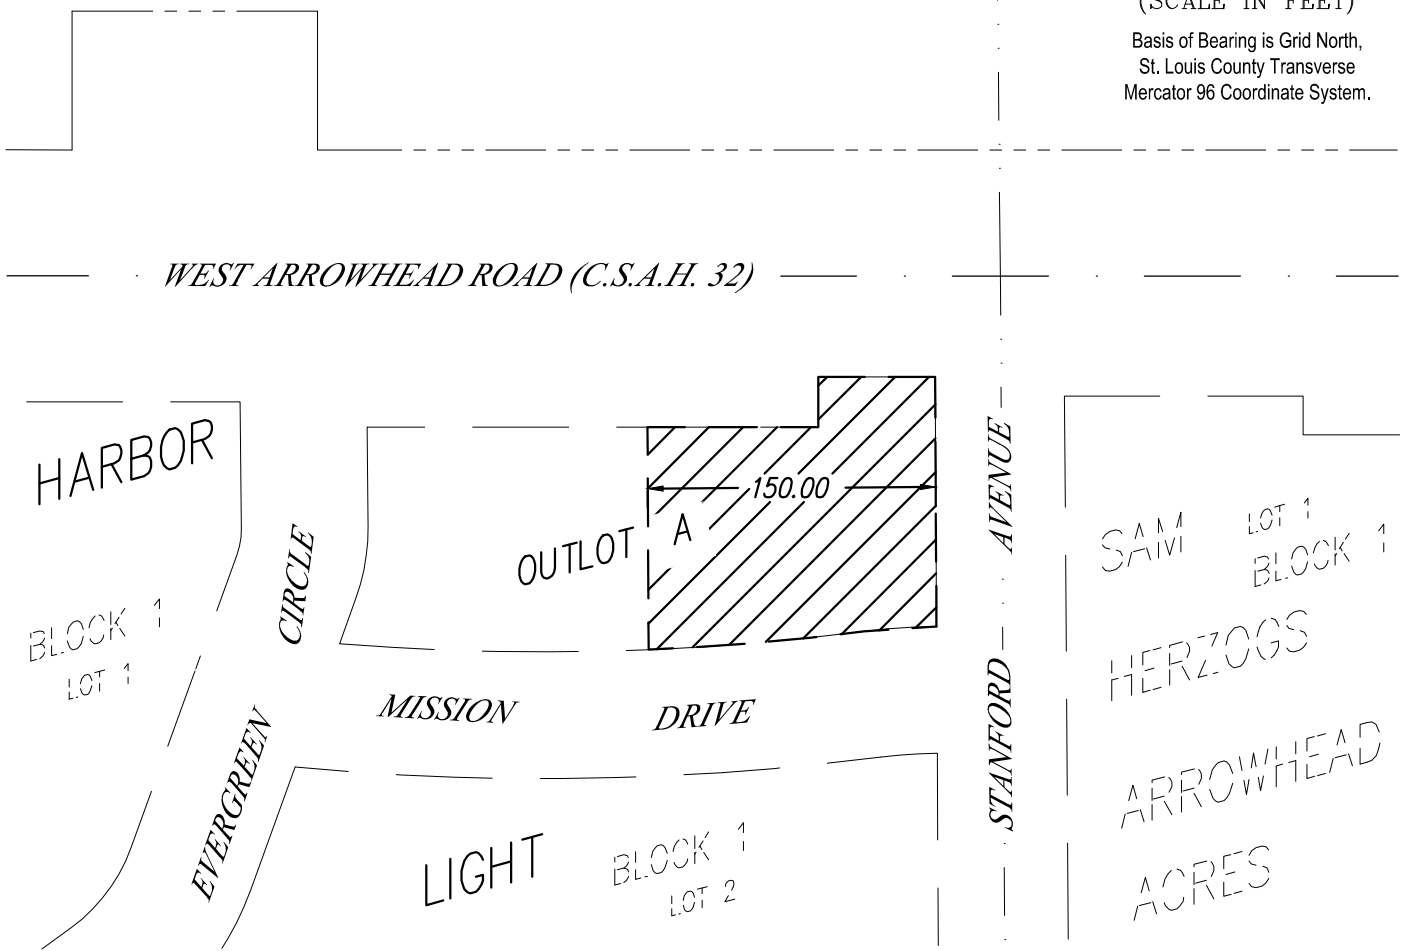 (SCALE IN FEET)
Basis of Bearing is Grid North,
St. Louis County Transverse
Mercator 96 Coordinate System.
WEST ARROWHEAD ROAD (C.S.A.H. 32)
HARBOR
BLOCK 1
LOT 1
EVERGREEN CIRCLE
OUTLOT A
150.00
MISSION DRIVE
STANFORD AVENUE
SAM
LOT 1
BLOCK 1
HERZOGS
ARROWHEAD
ACRES
LIGHT
BLOCK 1
LOT 2